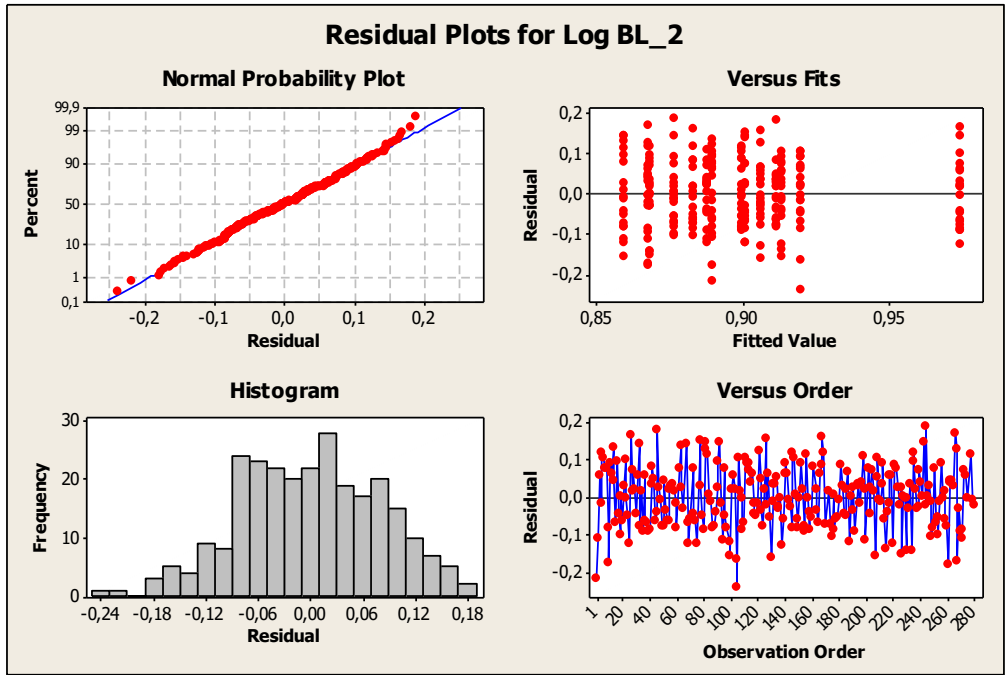 Residual Plots for Log BL_2
Normal Probability Plot
99,9
99
90
50
10
1
0,1
Percent
-0,2 -0,1 0,0 0,1 0,2
Residual
Versus Fits
0,2
0,1
0,0
-0,1
-0,2
Residual
0,85 0,90 0,95
Fitted Value
Histogram
30
20
10
0
Frequency
-0,24 -0,18 -0,12 -0,06 0,00 0,06 0,12 0,18
Residual
Versus Order
0,2
0,1
0,0
-0,1
-0,2
Residual
1 20 40 60 80 100 120 140 160 180 200 220 240 260 280
Observation Order